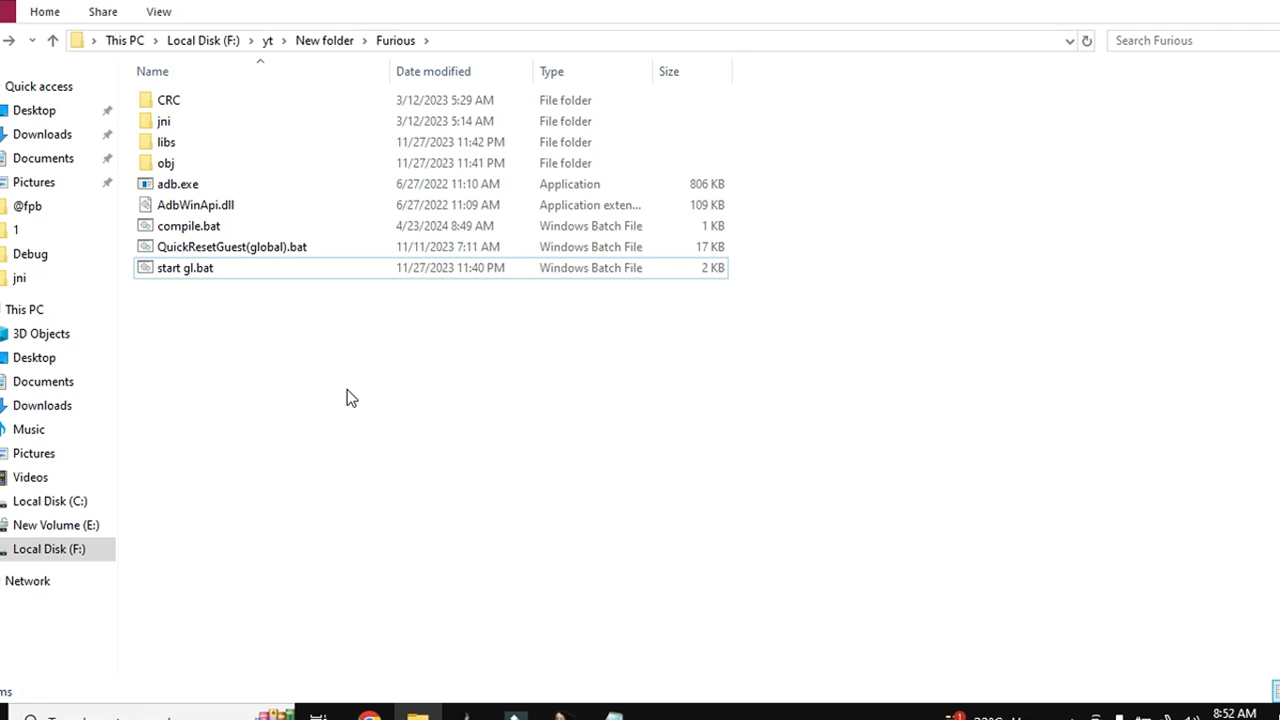 Home Share View
This PC Local Disk (F:) yt New folder Furious Search Furious
Name Date modified Type Size
Quick access
Desktop
Downloads
Documents
Pictures
@fpb
1
Debug
jni
This PC
3D Objects
Desktop
Documents
Downloads
Music
Pictures
Videos
Local Disk (C:)
New Volume (E:)
Local Disk (F:)
Network
CRC 3/12/2023 5:29 AM File folder
jni 3/12/2023 5:14 AM File folder
libs 11/27/2023 11:42 PM File folder
obj 11/27/2023 11:41 PM File folder
adb.exe 6/27/2022 11:10 AM Application 806 KB
AdbWinApi.dll 6/27/2022 11:09 AM Application exten... 109 KB
compile.bat 4/23/2024 8:49 AM Windows Batch File 1 KB
QuickResetGuest(global).bat 11/11/2023 7:11 AM Windows Batch File 17 KB
start gl.bat 11/27/2023 11:40 PM Windows Batch File 2 KB
ms
8:52 AM